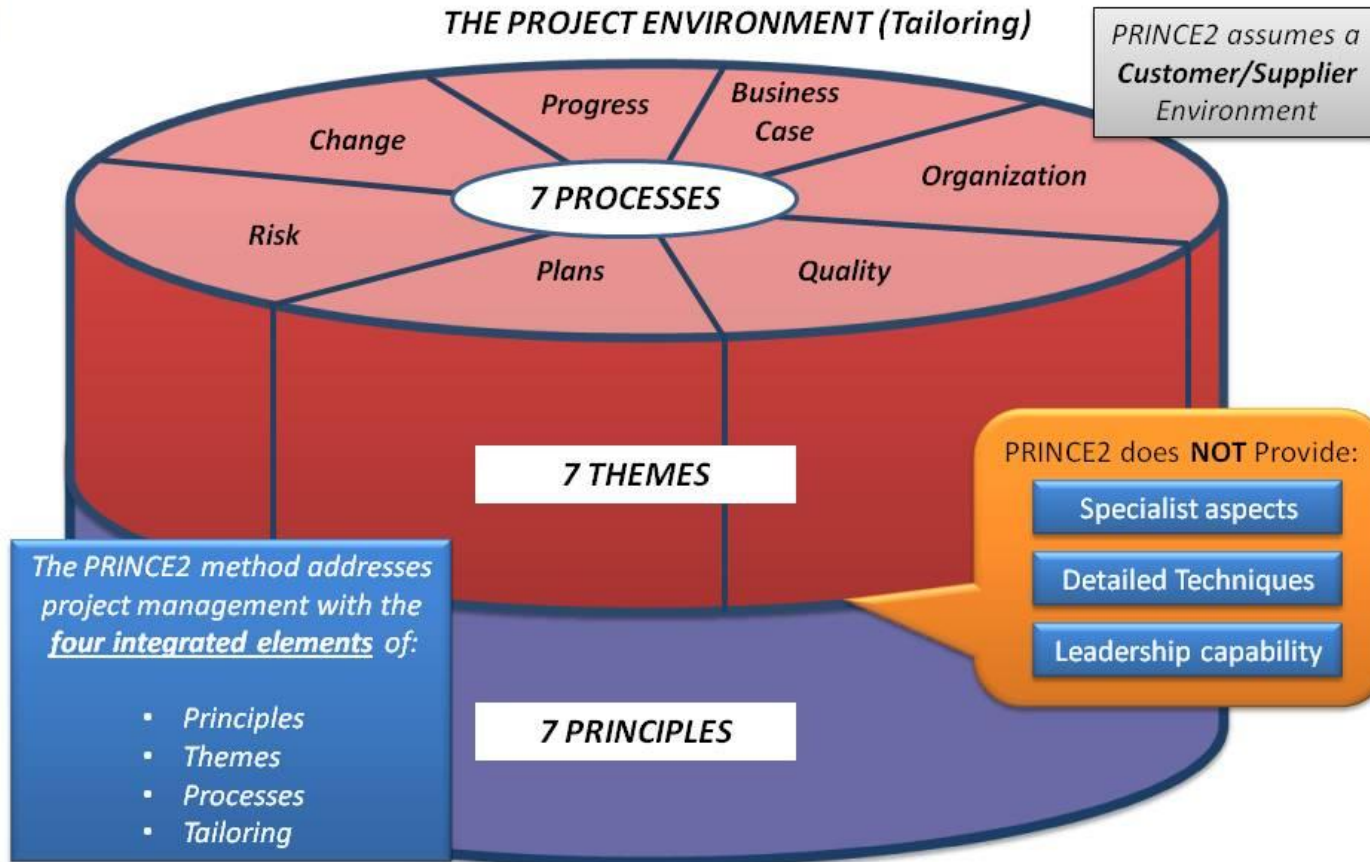 THE PROJECT ENVIRONMENT (Tailoring)
PRINCE2 assumes a
Customer/Supplier
Environment
Progress
Business
Case
Change
Organization
7 PROCESSES
Risk
Plans
Quality
7 THEMES
PRINCE2 does NOT Provide:
Specialist aspects
Detailed Techniques
Leadership capability
The PRINCE2 method addresses
project management with the
four integrated elements of:
• Principles
• Themes
• Processes
• Tailoring
7 PRINCIPLES